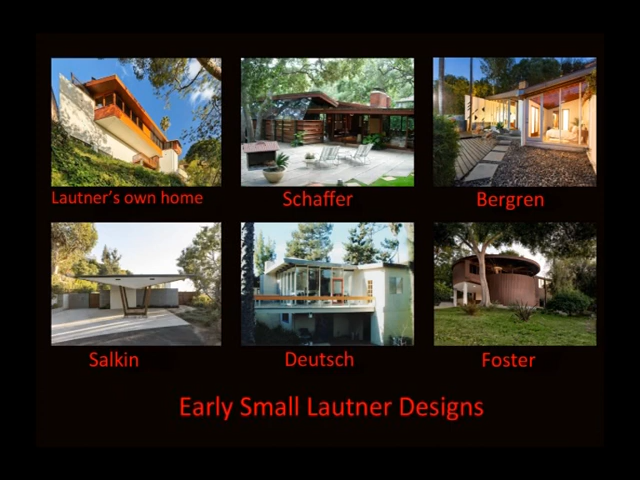 Lautner's own home
Schaffer
Bergren
Salkin
Deutsch
Foster
Early Small Lautner Designs